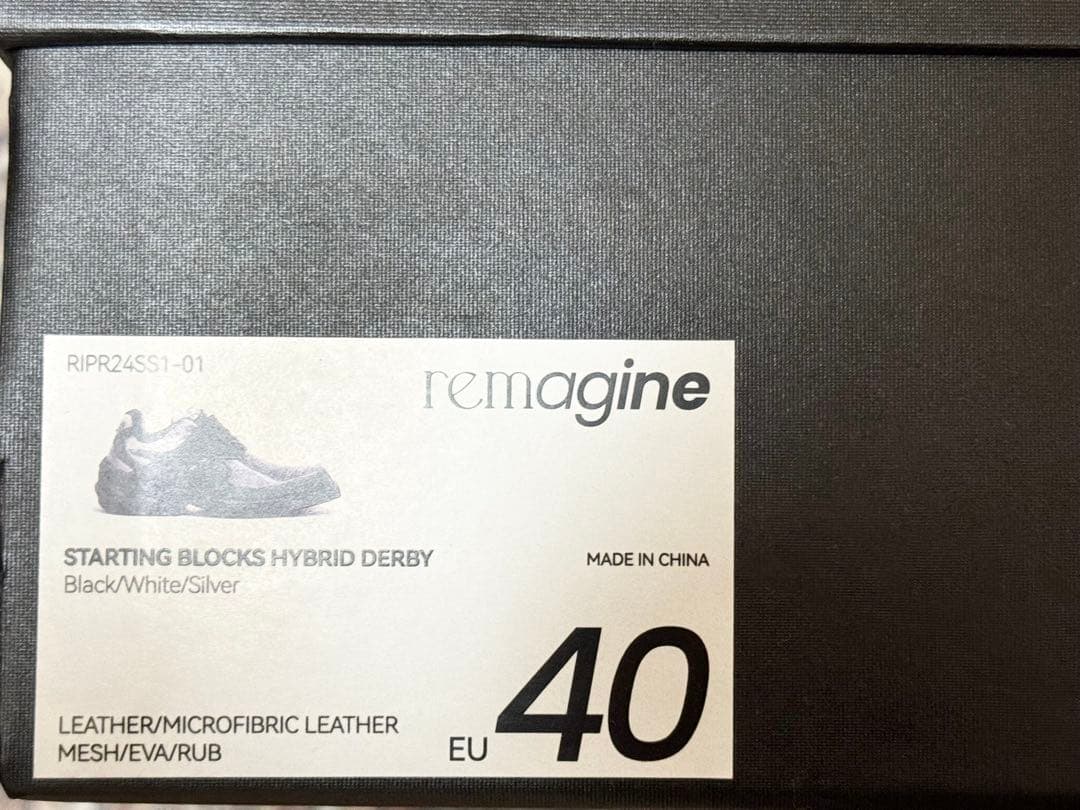 RIPR24SS1-01
remagine
STARTING BLOCKS HYBRID DERBY
Black/White/Silver
MADE IN CHINA
LEATHER/MICROFIBRIC LEATHER
MESH/EVA/RUB
EU 40